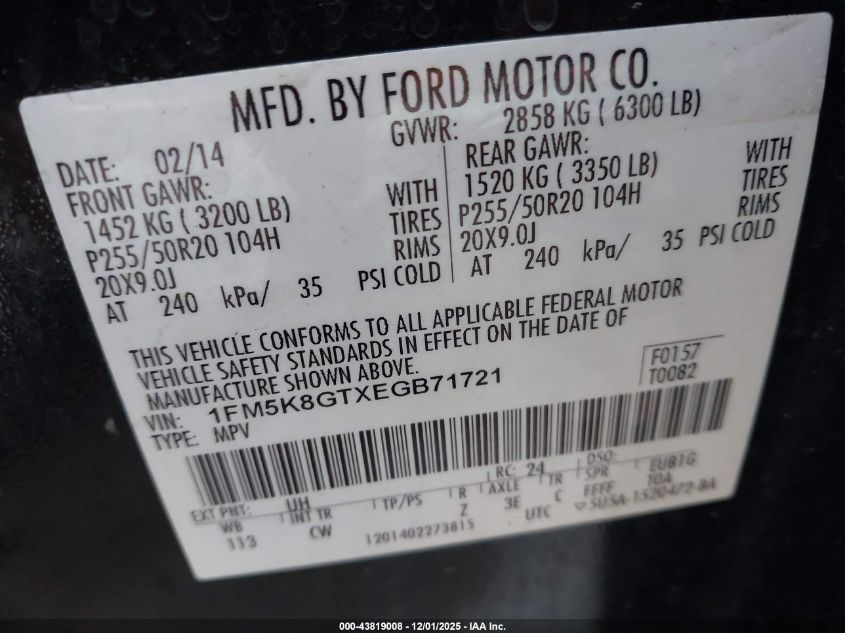 MFD. BY FORD MOTOR CO.
DATE: 02/14
GVWR: 2858 KG ( 6300 LB)
FRONT GAWR:
1452 KG ( 3200 LB) WITH
P255/50R20 104H TIRES
20X9.0J RIMS
AT 240 kPa/ 35 PSI COLD
REAR GAWR: WITH
1520 KG ( 3350 LB) TIRES
P255/50R20 104H RIMS
20X9.0J
AT 240 kPa/ 35 PSI COLD
THIS VEHICLE CONFORMS TO ALL APPLICABLE FEDERAL MOTOR
VEHICLE SAFETY STANDARDS IN EFFECT ON THE DATE OF
MANUFACTURE SHOWN ABOVE.
VIN: 1FM5K8GTXEGB71721
TYPE: MPV
F0157
T0082
EXT PNT: UH RC: 24 DSO:
WB INT TR TP/PS R AXLE TR SPR EUB1G
113 CW Z 3E C FFFF TOA
1201402273815 UTC ▽5U5A-1520472-BA
000-43819008 - 12/01/2025 - IAA Inc.